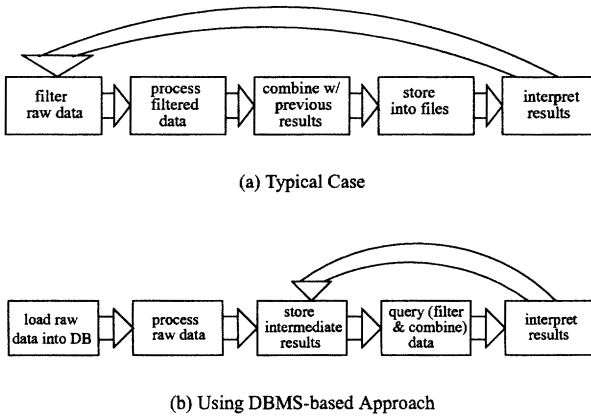 filter
raw data
process
filtered
data
combine w/
previous
results
store
into files
interpret
results
(a) Typical Case
load raw
data into DB
process
raw data
store
intermediate
results
query (filter
& combine)
data
interpret
results
(b) Using DBMS-based Approach